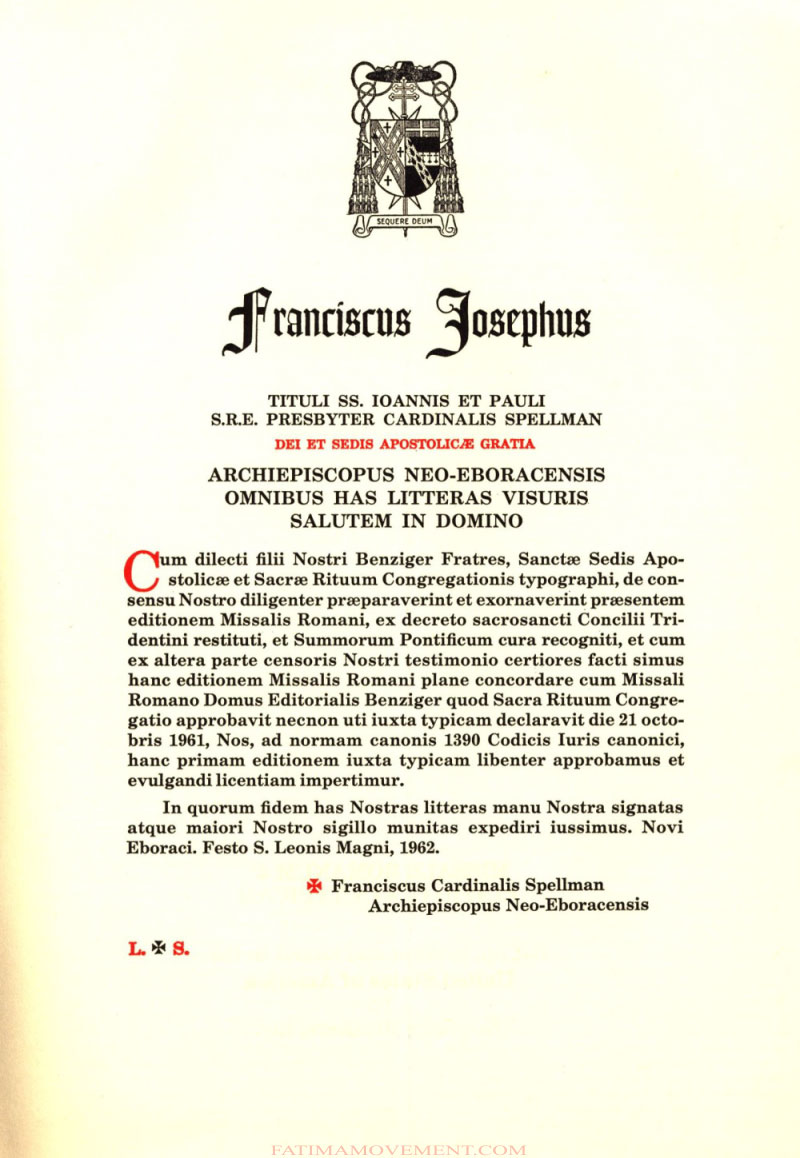 SEQUERE DEUM
Franciscus Josephus
TITULI SS. IOANNIS ET PAULI
S.R.E. PRESBYTER CARDINALIS SPELLMAN
DEI ET SEDIS APOSTOLICÆ GRATIA
ARCHIEPISCOPUS NEO-EBORACENSIS
OMNIBUS HAS LITTERAS VISURIS
SALUTEM IN DOMINO
Cum dilecti filii Nostri Benziger Fratres, Sanctæ Sedis Apo-
stolicæ et Sacræ Rituum Congregationis typographi, de con-
sensu Nostro diligenter præparaverint et exornaverint præsentem
editionem Missalis Romani, ex decreto sacrosancti Concilii Tri-
dentini restituti, et Summorum Pontificum cura recogniti, et cum
ex altera parte censoris Nostri testimonio certiores facti simus
hanc editionem Missalis Romani plane concordare cum Missali
Romano Domus Editorialis Benziger quod Sacra Rituum Congre-
gatio approbavit necnon uti iuxta typicam declaravit die 21 octo-
bris 1961, Nos, ad normam canonis 1390 Codicis Iuris canonici,
hanc primam editionem iuxta typicam libenter approbamus et
evulgandi licentiam impertimur.
In quorum fidem has Nostras litteras manu Nostra signatas
atque maiori Nostro sigillo munitas expediri iussimus. Novi
Eboraci. Festo S. Leonis Magni, 1962.
✠ Franciscus Cardinalis Spellman
Archiepiscopus Neo-Eboracensis
L. ✠ S.
FATIMAMOVEMENT.COM